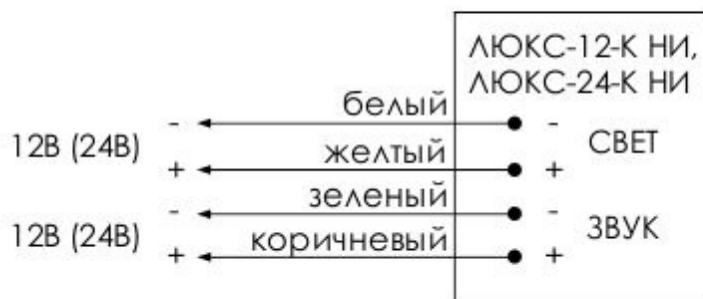 ЛЮКС-12-К НИ,
ЛЮКС-24-К НИ
белый
12В (24В) - - СВЕТ
желтый
+ +
зеленый
12В (24В) - - ЗВУК
коричневый
+ +